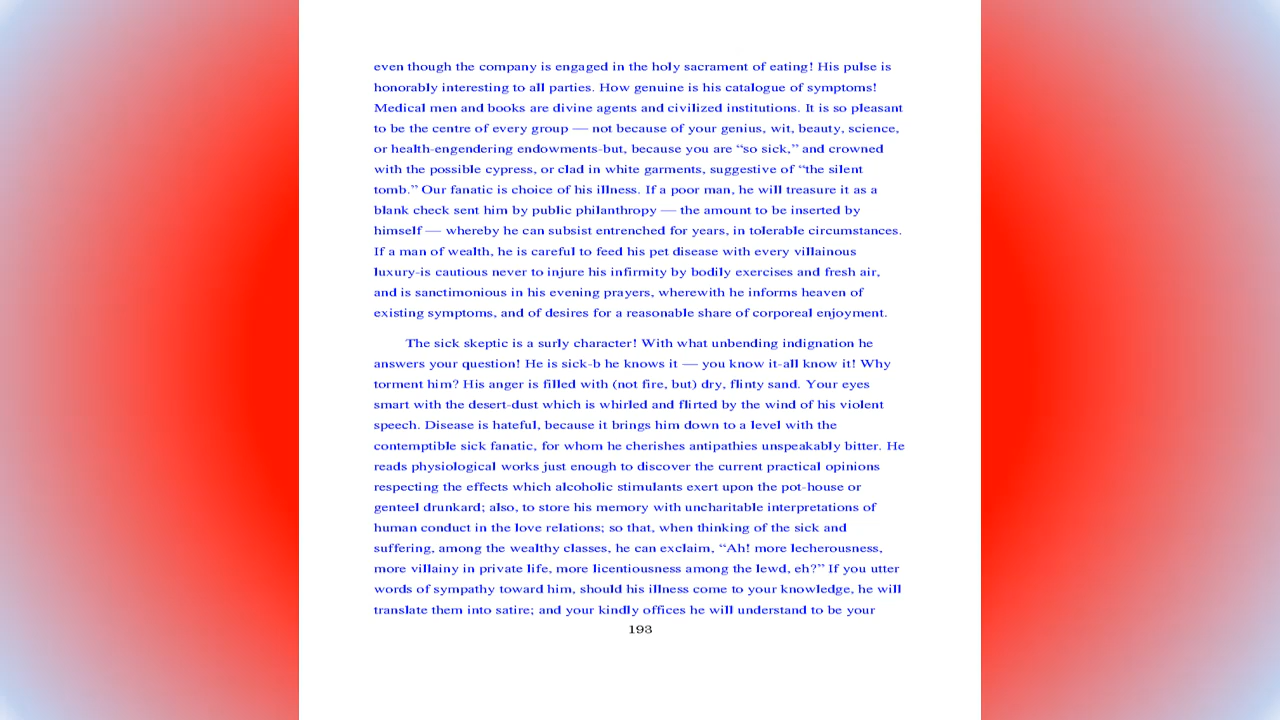 even though the company is engaged in the holy sacrament of eating! His pulse is
honorably interesting to all parties. How genuine is his catalogue of symptoms!
Medical men and books are divine agents and civilized institutions. It is so pleasant
to be the centre of every group — not because of your genius, wit, beauty, science,
or health-engendering endowments-but, because you are “so sick,” and crowned
with the possible cypress, or clad in white garments, suggestive of “the silent
tomb.” Our fanatic is choice of his illness. If a poor man, he will treasure it as a
blank check sent him by public philanthropy — the amount to be inserted by
himself — whereby he can subsist entrenched for years, in tolerable circumstances.
If a man of wealth, he is careful to feed his pet disease with every villainous
luxury-is cautious never to injure his infirmity by bodily exercises and fresh air,
and is sanctimonious in his evening prayers, wherewith he informs heaven of
existing symptoms, and of desires for a reasonable share of corporeal enjoyment.
The sick skeptic is a surly character! With what unbending indignation he
answers your question! He is sick-b he knows it — you know it-all know it! Why
torment him? His anger is filled with (not fire, but) dry, flinty sand. Your eyes
smart with the desert-dust which is whirled and flirted by the wind of his violent
speech. Disease is hateful, because it brings him down to a level with the
contemptible sick fanatic, for whom he cherishes antipathies unspeakably bitter. He
reads physiological works just enough to discover the current practical opinions
respecting the effects which alcoholic stimulants exert upon the pot-house or
genteel drunkard; also, to store his memory with uncharitable interpretations of
human conduct in the love relations; so that, when thinking of the sick and
suffering, among the wealthy classes, he can exclaim, “Ah! more lecherousness,
more villainy in private life, more licentiousness among the lewd, eh?” If you utter
words of sympathy toward him, should his illness come to your knowledge, he will
translate them into satire; and your kindly offices he will understand to be your
193